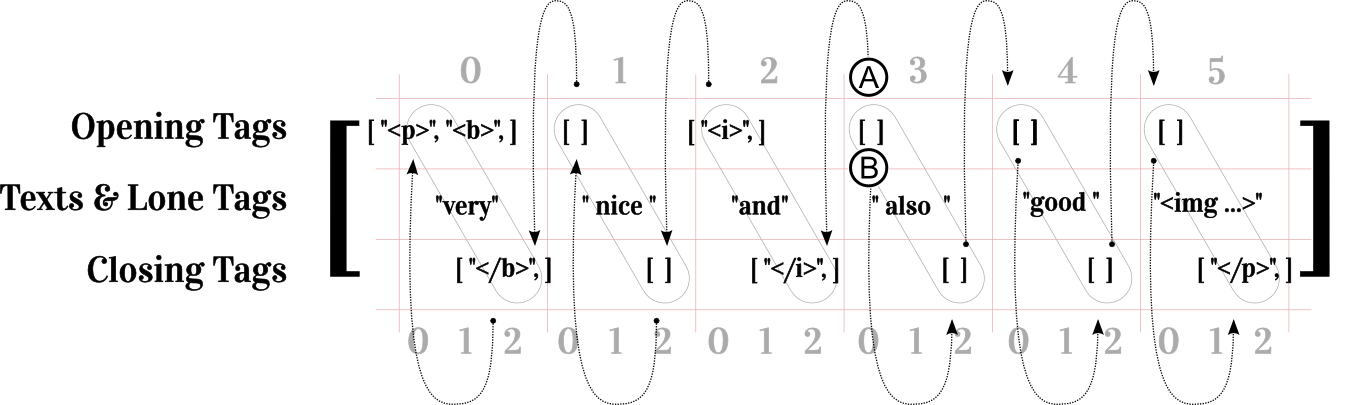 0 1 2 A 3 4 5
Opening Tags [ "<p>", "<b>", ] [ ] [ "<i>", ] [ ] [ ] [ ]
B
Texts & Lone Tags "very" " nice " "and" " also " "good " "<img ...>"
Closing Tags [ "</b>", ] [ ] [ "</i>", ] [ ] [ ] [ "</p>", ]
0 1 2 0 1 2 0 1 2 0 1 2 0 1 2 0 1 2